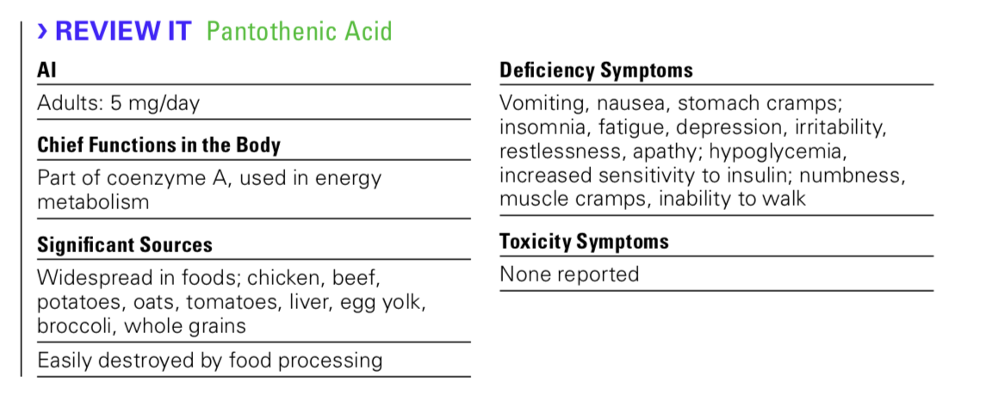 › REVIEW IT Pantothenic Acid
AI
Adults: 5 mg/day
Chief Functions in the Body
Part of coenzyme A, used in energy
metabolism
Significant Sources
Widespread in foods; chicken, beef,
potatoes, oats, tomatoes, liver, egg yolk,
broccoli, whole grains
Easily destroyed by food processing
Deficiency Symptoms
Vomiting, nausea, stomach cramps;
insomnia, fatigue, depression, irritability,
restlessness, apathy; hypoglycemia,
increased sensitivity to insulin; numbness,
muscle cramps, inability to walk
Toxicity Symptoms
None reported